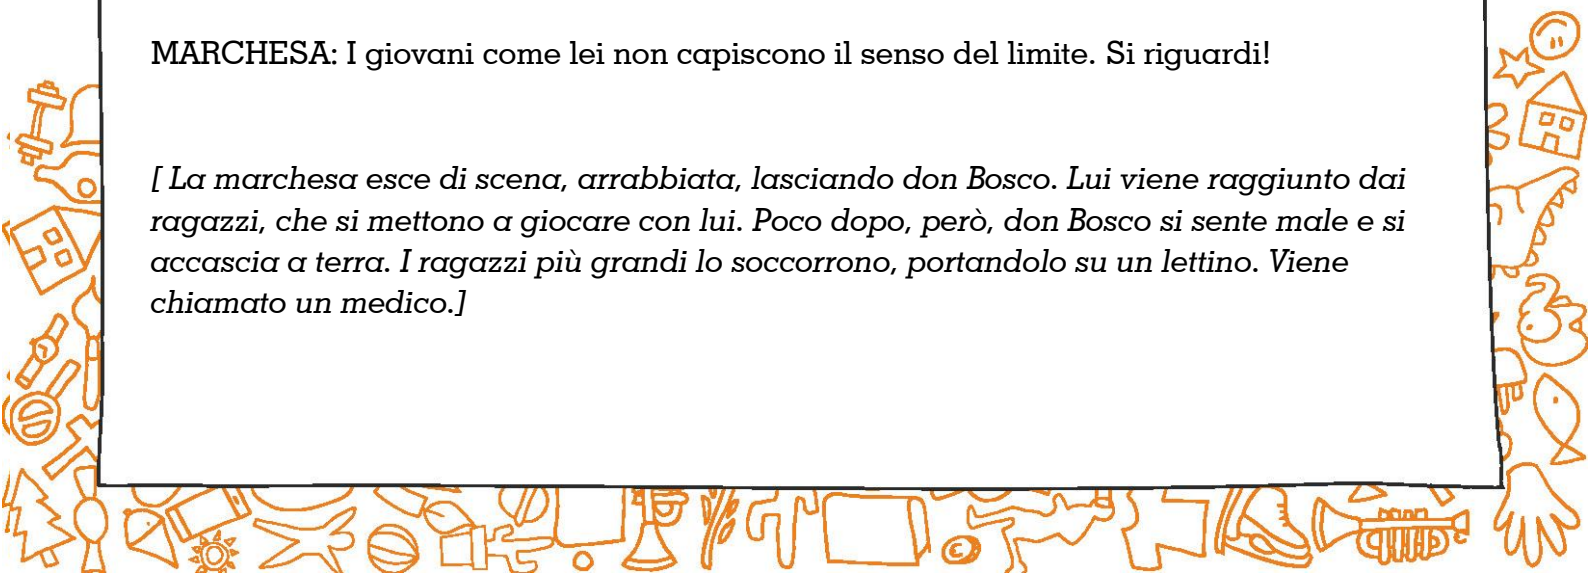 MARCHESA: I giovani come lei non capiscono il senso del limite. Si riguardi!
[ La marchesa esce di scena, arrabbiata, lasciando don Bosco. Lui viene raggiunto dai
ragazzi, che si mettono a giocare con lui. Poco dopo, però, don Bosco si sente male e si
accascia a terra. I ragazzi più grandi lo soccorrono, portandolo su un lettino. Viene
chiamato un medico.]